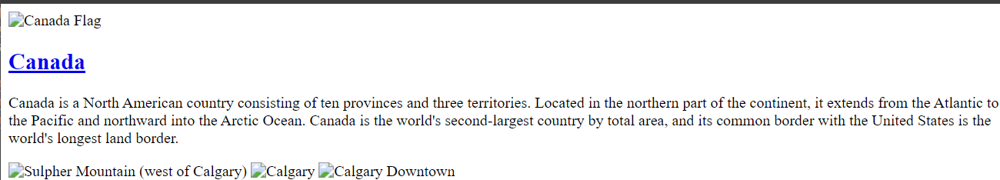 Canada Flag
Canada
Canada is a North American country consisting of ten provinces and three territories. Located in the northern part of the continent, it extends from the Atlantic to
the Pacific and northward into the Arctic Ocean. Canada is the world's second-largest country by total area, and its common border with the United States is the
world's longest land border.
Sulpher Mountain (west of Calgary) Calgary Calgary Downtown